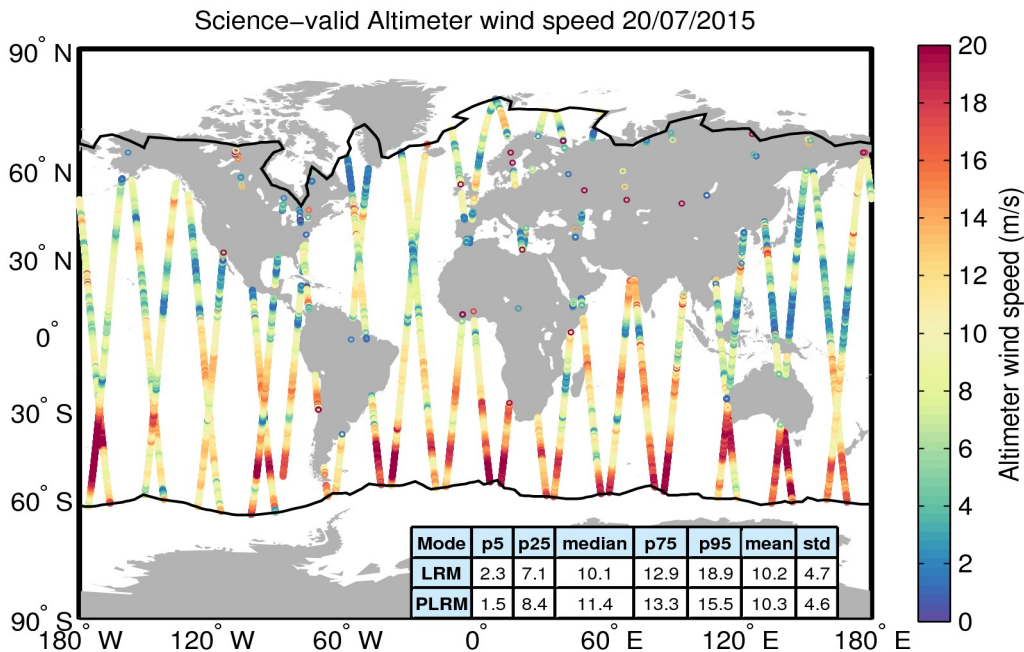 Science-valid Altimeter wind speed 20/07/2015
90° N
60° N
30° N
0°
30° S
60° S
90° S
180° W
120° W
60° W
0°
60° E
120° E
180° E
Mode p5 p25 median p75 p95 mean std
LRM 2.3 7.1 10.1 12.9 18.9 10.2 4.7
PLRM 1.5 8.4 11.4 13.3 15.5 10.3 4.6
20
18
16
14
12
10
8
6
4
2
0
Altimeter wind speed (m/s)